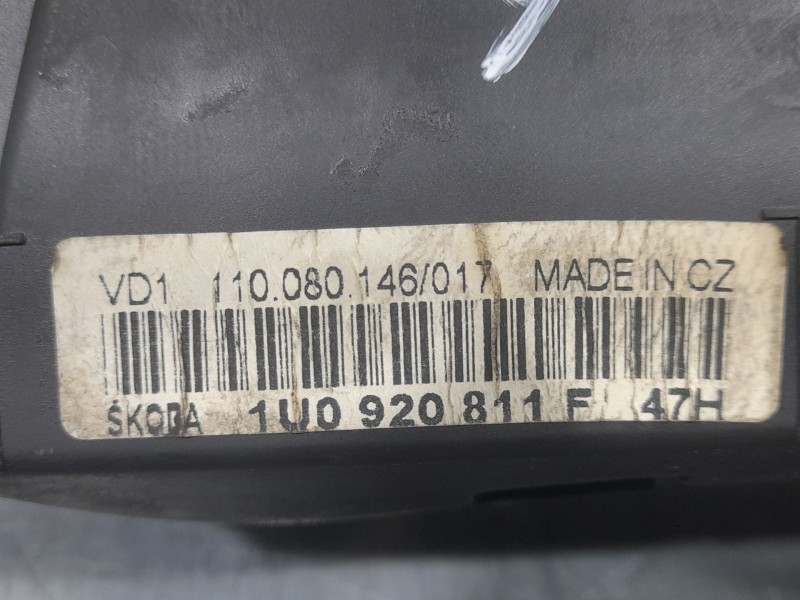 VD1 110.080.146/017 MADE IN CZ
ŠKODA 1U0 920 811 F 47H